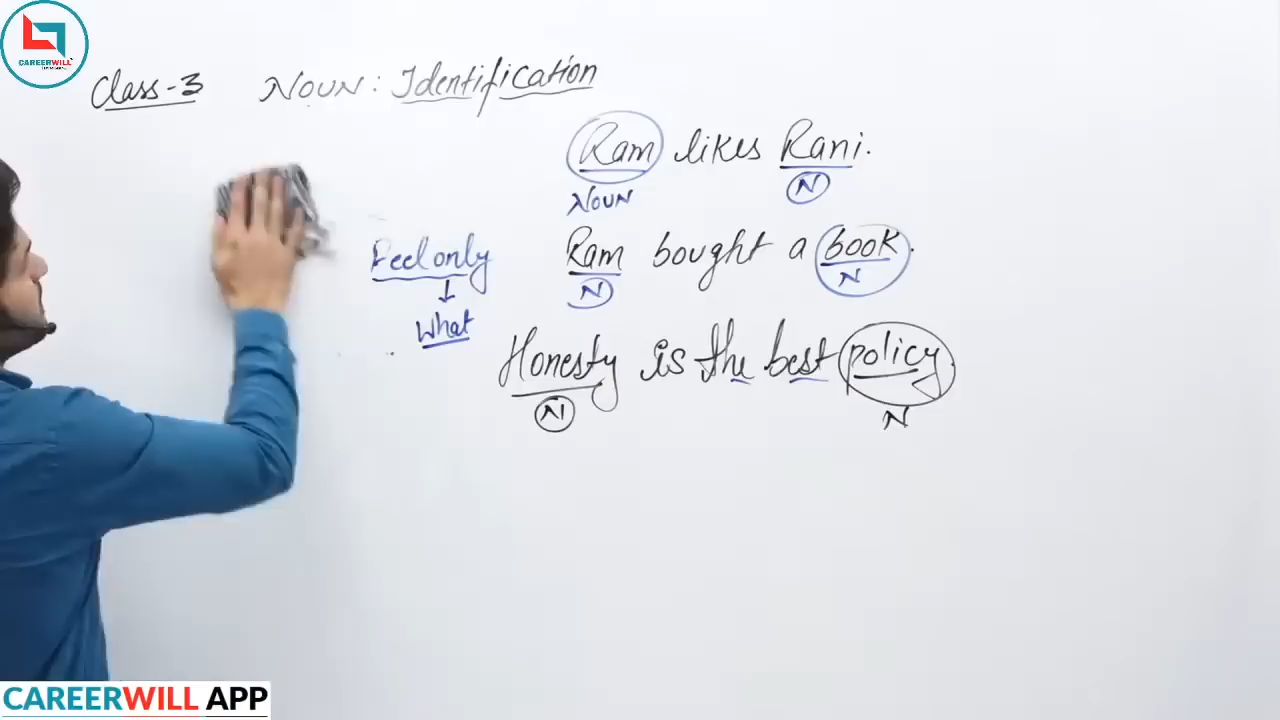 CAREERWILL
Class-3 NOUN: Identification
Ram likes Rani.
NOUN N
Feel only Ram bought a book.
N N
What
Honesty is the best policy.
N N
CAREERWILL APP